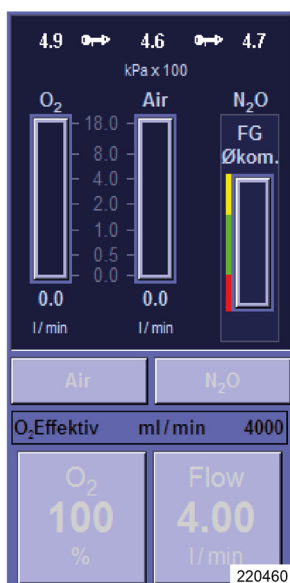 4.9 4.6 4.7
kPa x 100
O₂ Air N₂O
18.0 FG
8.0 Økom.
4.0
2.0
1.0
0.5
0.0
0.0 0.0
l/min l/min
Air N₂O
O₂Effektiv ml/min 4000
O₂ Flow
100 4.00
% l/min
220460